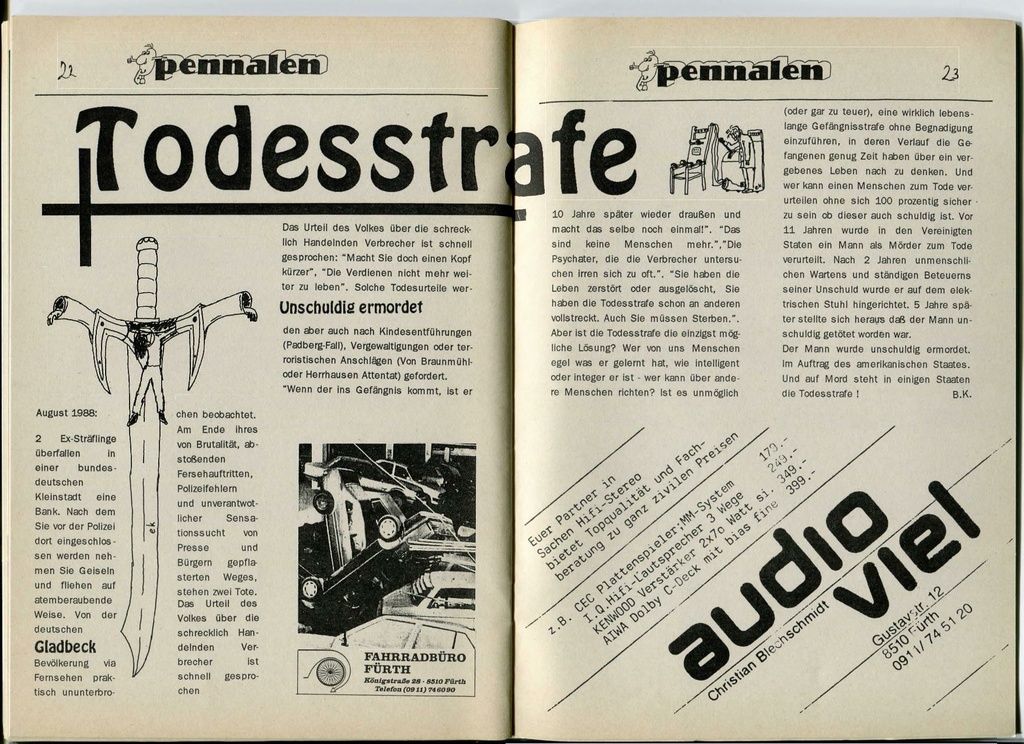 22
pennalen
Todesstrafe
August 1988:
2 Ex-Sträflinge
überfallen in
einer bundes-
deutschen
Kleinstadt eine
Bank. Nach dem
Sie vor der Polizei
dort eingeschlos-
sen werden neh-
men Sie Geiseln
und fliehen auf
atemberaubende
Weise. Von der
deutschen
Gladbeck
Bevölkerung via
Fernsehen prak-
tisch ununterbro-
chen beobachtet.
Am Ende ihres
von Brutalität, ab-
stoßenden
Fersehauftritten,
Polizeifehlern
und unverantwot-
licher Sensa-
tionssucht von
Presse und
Bürgern gepfla-
sterten Weges,
stehen zwei Tote.
Das Urteil des
Volkes über die
schrecklich Han-
delnden Ver-
brecher ist
schnell gespro-
chen
ek
Das Urteil des Volkes über die schreck-
lich Handelnden Verbrecher ist schnell
gesprochen: "Macht Sie doch einen Kopf
kürzer", "Die Verdienen nicht mehr wei-
ter zu leben". Solche Todesurteile wer-
Unschuldig ermordet
den aber auch nach Kindesentführungen
(Padberg-Fall), Vergewaltigungen oder ter-
roristischen Anschlägen (Von Braunmühl-
oder Herrhausen Attentat) gefordert.
"Wenn der ins Gefängnis kommt, ist er
FAHRRADBÜRO
FÜRTH
Königstraße 28 - 8510 Fürth
Telefon (09 11) 74 60 90
pennalen
23
10 Jahre später wieder draußen und
macht das selbe noch einmal!". "Das
sind keine Menschen mehr.","Die
Psychater, die die Verbrecher untersu-
chen irren sich zu oft.". "Sie haben die
Leben zerstört oder ausgelöscht, Sie
haben die Todesstrafe schon an anderen
vollstreckt. Auch Sie müssen Sterben.".
Aber ist die Todesstrafe die einzigst mög-
liche Lösung? Wer von uns Menschen
egel was er gelernt hat, wie intelligent
oder integer er ist - wer kann über ande-
re Menschen richten? Ist es unmöglich
(oder gar zu teuer), eine wirklich lebens-
lange Gefängnisstrafe ohne Begnadigung
einzuführen, in deren Verlauf die Ge-
fangenen genug Zeit haben über ein ver-
gebenes Leben nach zu denken. Und
wer kann einen Menschen zum Tode ver-
urteilen ohne sich 100 prozentig sicher
zu sein ob dieser auch schuldig ist. Vor
11 Jahren wurde in den Vereinigten
Staten ein Mann als Mörder zum Tode
verurteilt. Nach 2 Jahren unmenschli-
chen Wartens und ständigen Beteuerns
seiner Unschuld wurde er auf dem elek-
trischen Stuhl hingerichtet. 5 Jahre spä-
ter stellte sich heraus daß der Mann un-
schuldig getötet worden war.
Der Mann wurde unschuldig ermordet.
Im Auftrag des amerikanischen Staates.
Und auf Mord steht in einigen Staaten
die Todesstrafe ! B.K.
Euer Partner in
Sachen Hifi-Stereo
bietet Topqualität und Fach-
beratung zu ganz zivilen Preisen
z.B. CEC Plattenspieler;MM-System 179.-
I.Q.Hifi-Lautsprecher, 3 Wege 249.-
KENWOOD Verstärker 2x70 Watt si. 349.-
AIWA Dolby C-Deck mit bias fine 399.-
audio
viel
Christian Blechschmidt
Gustavstr. 12
8510 Fürth
0911/74 51 20